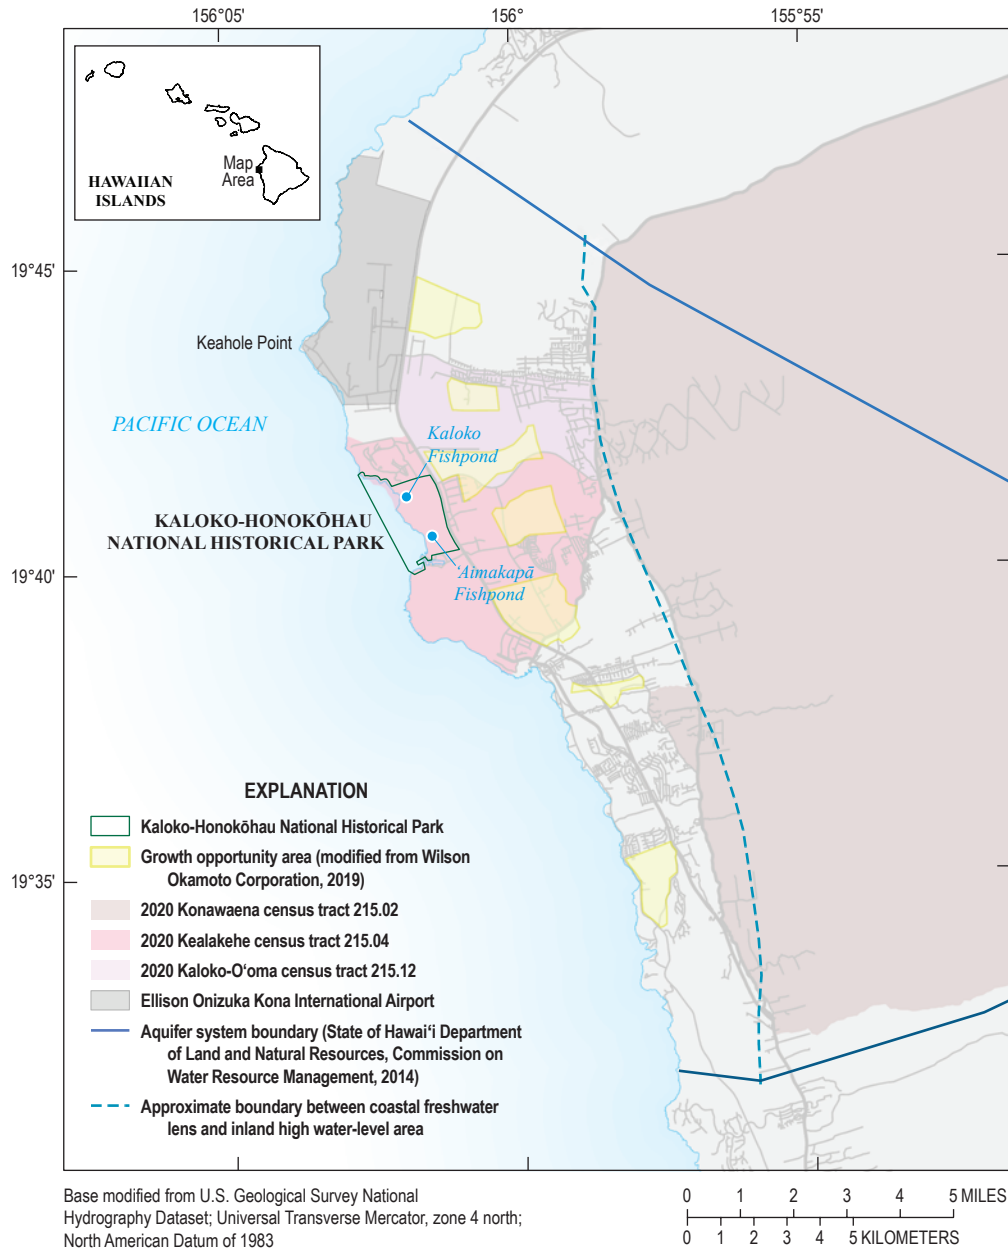 156°05'
156°
155°55'
HAWAIIAN
ISLANDS
Map
Area
19°45'
Keahole Point
PACIFIC OCEAN
Kaloko
Fishpond
KALOKO-HONOKŌHAU
NATIONAL HISTORICAL PARK
19°40'
ʻAimakapā
Fishpond
19°35'
EXPLANATION
Kaloko-Honokōhau National Historical Park
Growth opportunity area (modified from Wilson
Okamoto Corporation, 2019)
2020 Konawaena census tract 215.02
2020 Kealakehe census tract 215.04
2020 Kaloko-Oʻoma census tract 215.12
Ellison Onizuka Kona International Airport
Aquifer system boundary (State of Hawaiʻi Department
of Land and Natural Resources, Commission on
Water Resource Management, 2014)
Approximate boundary between coastal freshwater
lens and inland high water-level area
Base modified from U.S. Geological Survey National
Hydrography Dataset; Universal Transverse Mercator, zone 4 north;
North American Datum of 1983
0 1 2 3 4 5 MILES
0 1 2 3 4 5 KILOMETERS